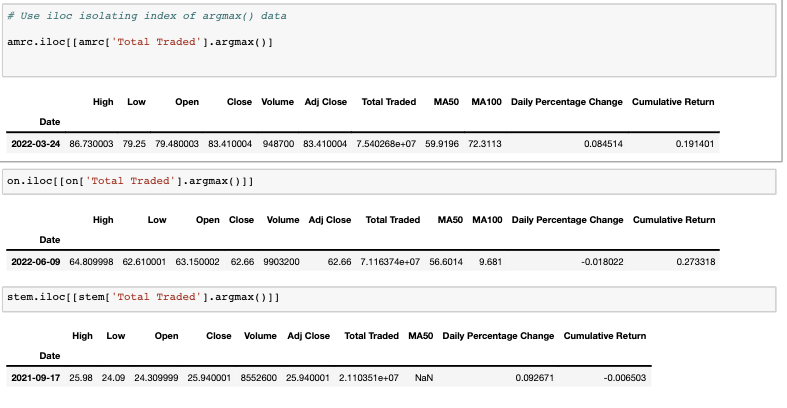 # Use iloc isolating index of argmax() data
amrc.iloc[[amrc['Total Traded'].argmax()]
High Low Open Close Volume Adj Close Total Traded MA50 MA100 Daily Percentage Change Cumulative Return
Date
2022-03-24 86.730003 79.25 79.480003 83.410004 948700 83.410004 7.540268e+07 59.9196 72.3113 0.084514 0.191401
on.iloc[[on['Total Traded'].argmax()]]
High Low Open Close Volume Adj Close Total Traded MA50 MA100 Daily Percentage Change Cumulative Return
Date
2022-06-09 64.809998 62.610001 63.150002 62.66 9903200 62.66 7.116374e+07 56.6014 9.681 -0.018022 0.273318
stem.iloc[[stem['Total Traded'].argmax()]]
High Low Open Close Volume Adj Close Total Traded MA50 Daily Percentage Change Cumulative Return
Date
2021-09-17 25.98 24.09 24.309999 25.940001 8552600 25.940001 2.110351e+07 NaN 0.092671 -0.006503